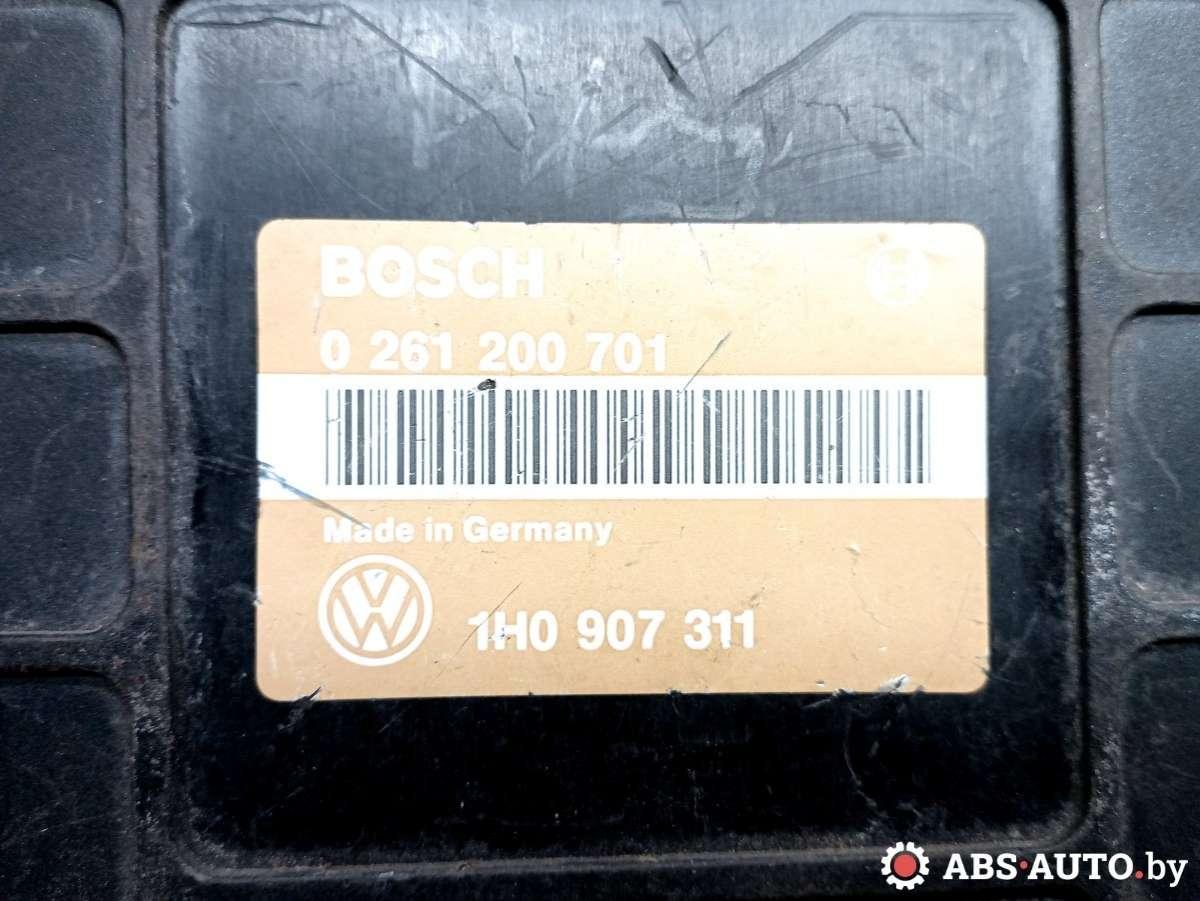 BOSCH
0 261 200 701
Made in Germany
1H0 907 311
ABS-AUTO.by